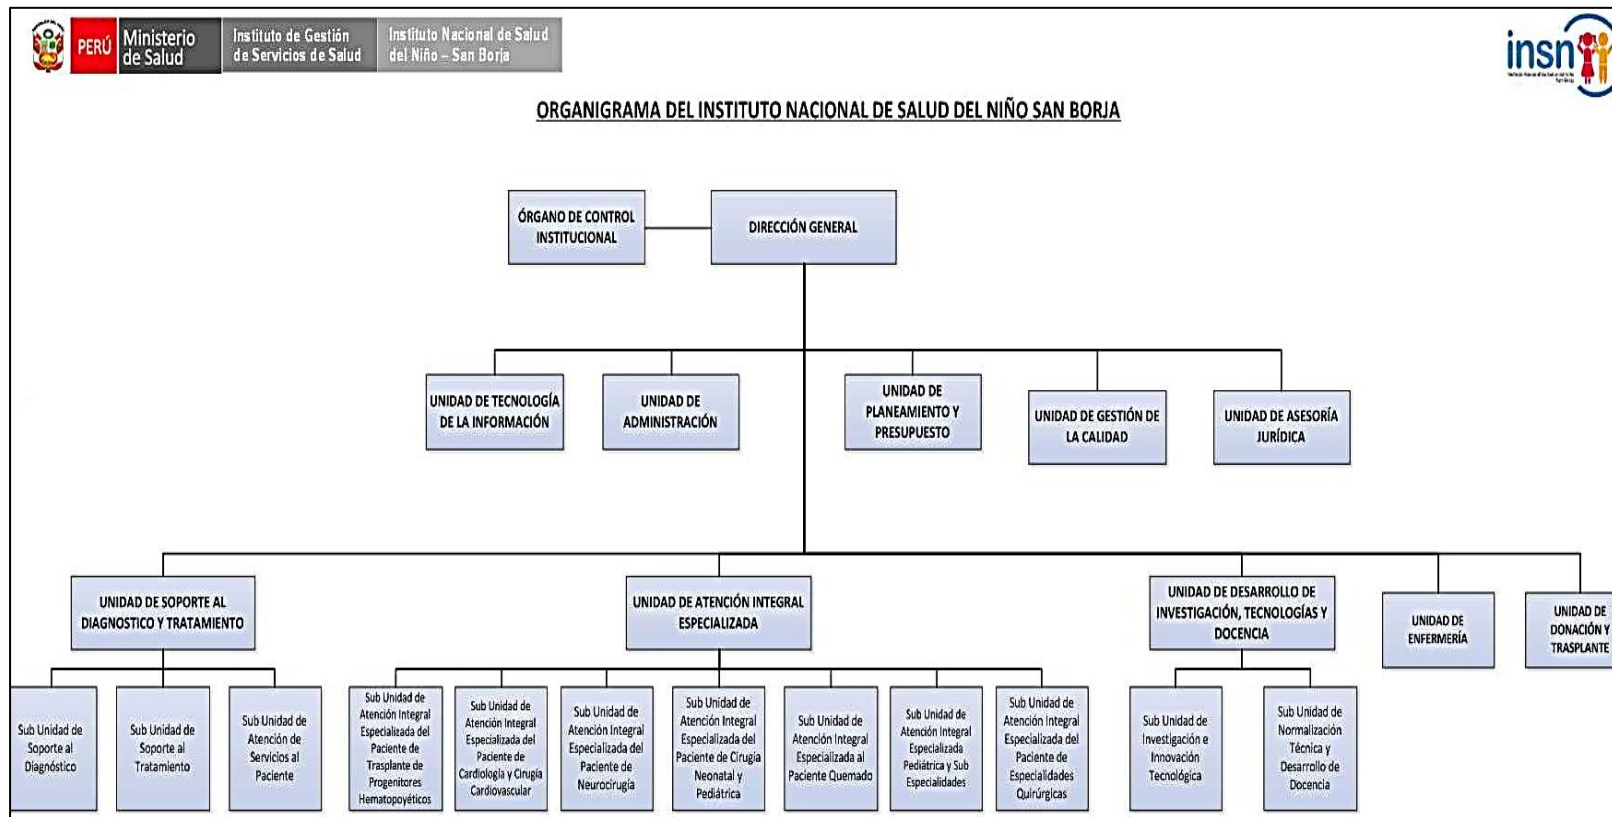 PERÚ
Ministerio
de Salud
Instituto de Gestión
de Servicios de Salud
Instituto Nacional de Salud
del Niño – San Borja
insn
ORGANIGRAMA DEL INSTITUTO NACIONAL DE SALUD DEL NIÑO SAN BORJA
ÓRGANO DE CONTROL
INSTITUCIONAL
DIRECCIÓN GENERAL
UNIDAD DE TECNOLOGÍA
DE LA INFORMACIÓN
UNIDAD DE
ADMINISTRACIÓN
UNIDAD DE
PLANEAMIENTO Y
PRESUPUESTO
UNIDAD DE GESTIÓN DE
LA CALIDAD
UNIDAD DE ASESORÍA
JURÍDICA
UNIDAD DE SOPORTE AL
DIAGNOSTICO Y TRATAMIENTO
UNIDAD DE ATENCIÓN INTEGRAL
ESPECIALIZADA
UNIDAD DE DESARROLLO DE
INVESTIGACIÓN, TECNOLOGÍAS Y
DOCENCIA
UNIDAD DE
ENFERMERÍA
UNIDAD DE
DONACIÓN Y
TRASPLANTE
Sub Unidad de
Soporte al
Diagnóstico
Sub Unidad de
Soporte al
Tratamiento
Sub Unidad de
Atención de
Servicios al
Paciente
Sub Unidad de
Atención Integral
Especializada del
Paciente de
Trasplante de
Progenitores
Hematopoyéticos
Sub Unidad de
Atención Integral
Especializada del
Paciente de
Cardiología y Cirugía
Cardiovascular
Sub Unidad de
Atención Integral
Especializada del
Paciente de
Neurocirugía
Sub Unidad de
Atención Integral
Especializada del
Paciente de Cirugía
Neonatal y
Pediátrica
Sub Unidad de
Atención Integral
Especializada al
Paciente Quemado
Sub Unidad de
Atención Integral
Especializada
Pediátrica y Sub
Especialidades
Sub Unidad de
Atención Integral
Especializada del
Paciente de
Especialidades
Quirúrgicas
Sub Unidad de
Investigación e
Innovación
Tecnológica
Sub Unidad de
Normalización
Técnica y
Desarrollo de
Docencia